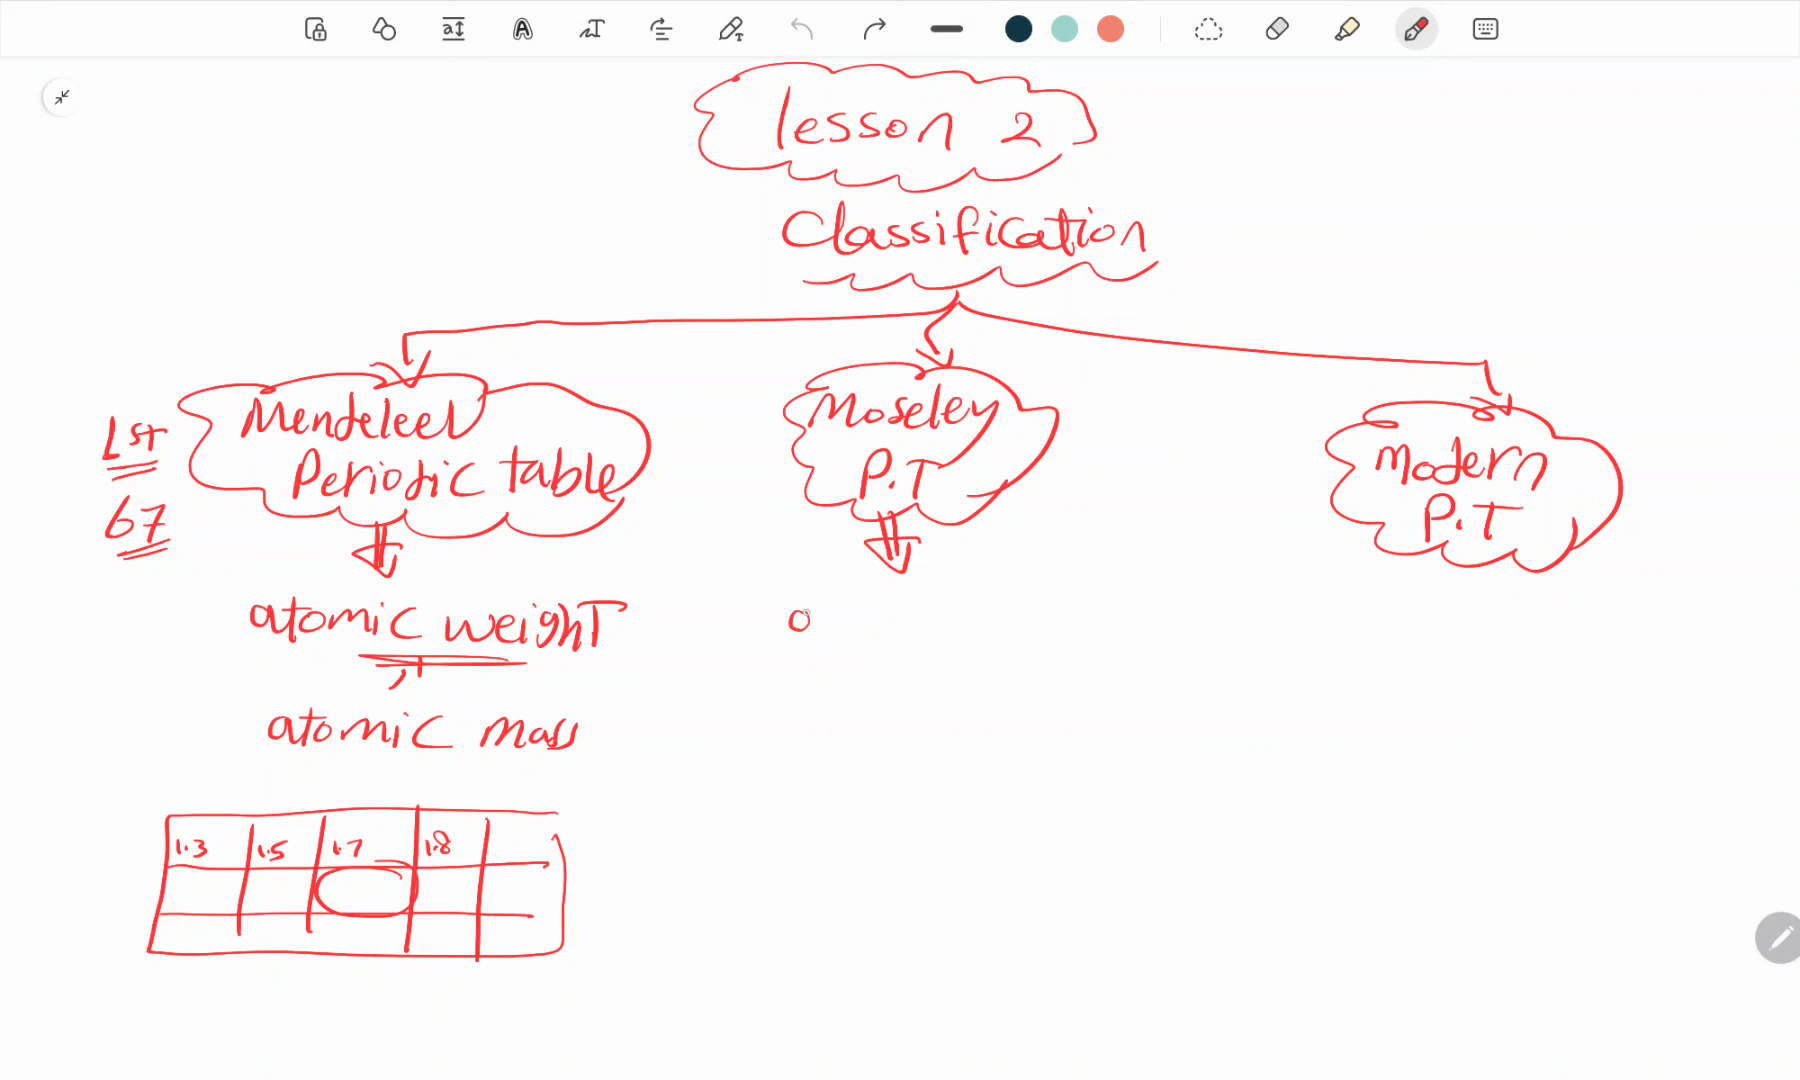 lesson 2
Classification
Mendeleev
Periodic table
1st
67
Moseley
P.T
Modern
P.T
atomic weight
a
atomic mass
1.3 1.5 1.7 1.8